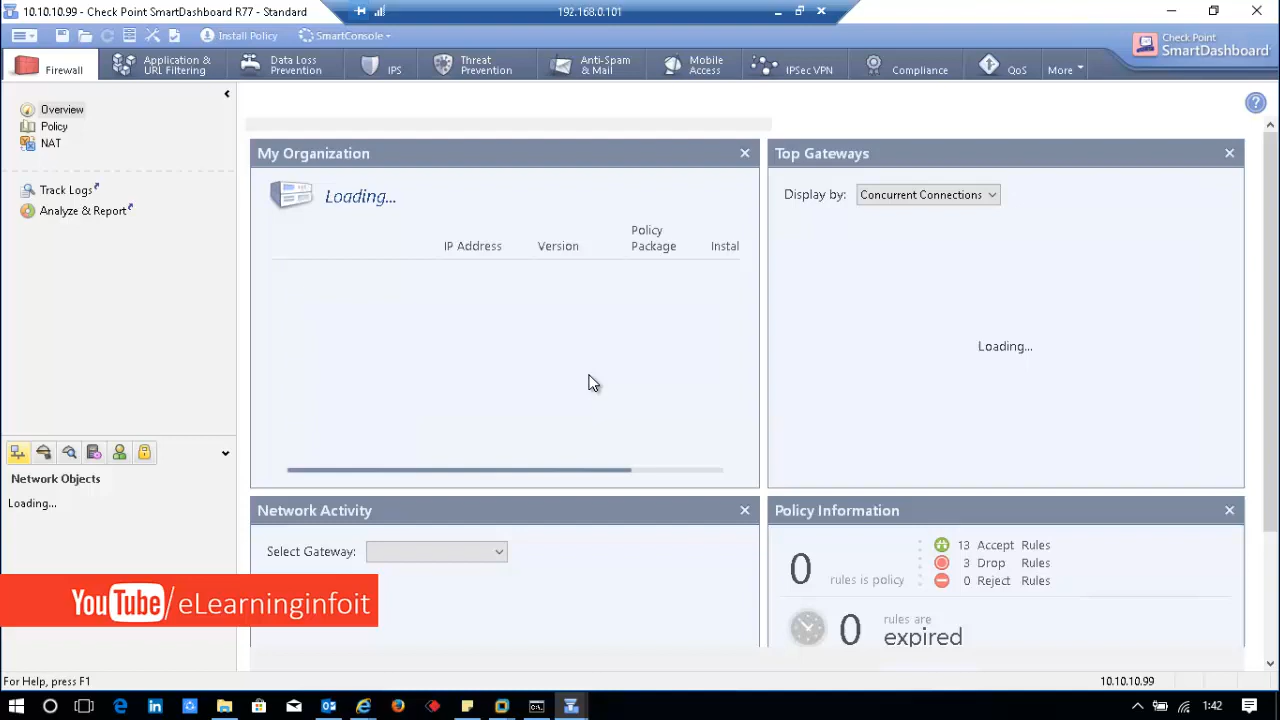 10.10.10.99 - Check Point SmartDashboard R77 - Standard
192.168.0.101
Install Policy
SmartConsole
Check Point
SmartDashboard
Firewall
Application &
URL Filtering
Data Loss
Prevention
IPS
Threat
Prevention
Anti-Spam
& Mail
Mobile
Access
IPSec VPN
Compliance
QoS
More
Overview
Policy
NAT
Track Logs
Analyze & Report
Network Objects
Loading...
My Organization
Loading...
IP Address
Version
Policy
Package
Instal
Top Gateways
Display by:
Concurrent Connections
Loading...
Network Activity
Select Gateway:
Policy Information
0
rules is policy
13 Accept Rules
3 Drop Rules
0 Reject Rules
0
rules are
expired
YouTube/eLearninginfoit
For Help, press F1
10.10.10.99
1:42